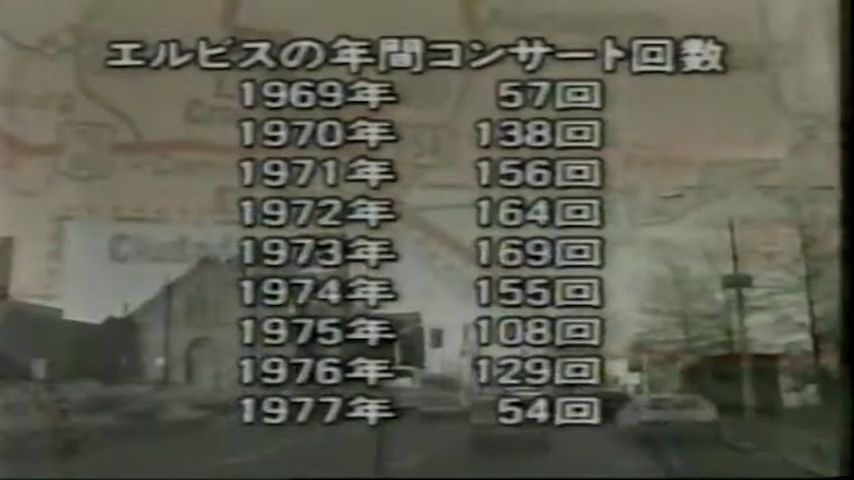 エルビスの年間コンサート回数
1969年 57回
1970年 138回
1971年 156回
1972年 164回
1973年 169回
1974年 155回
1975年 108回
1976年 129回
1977年 54回